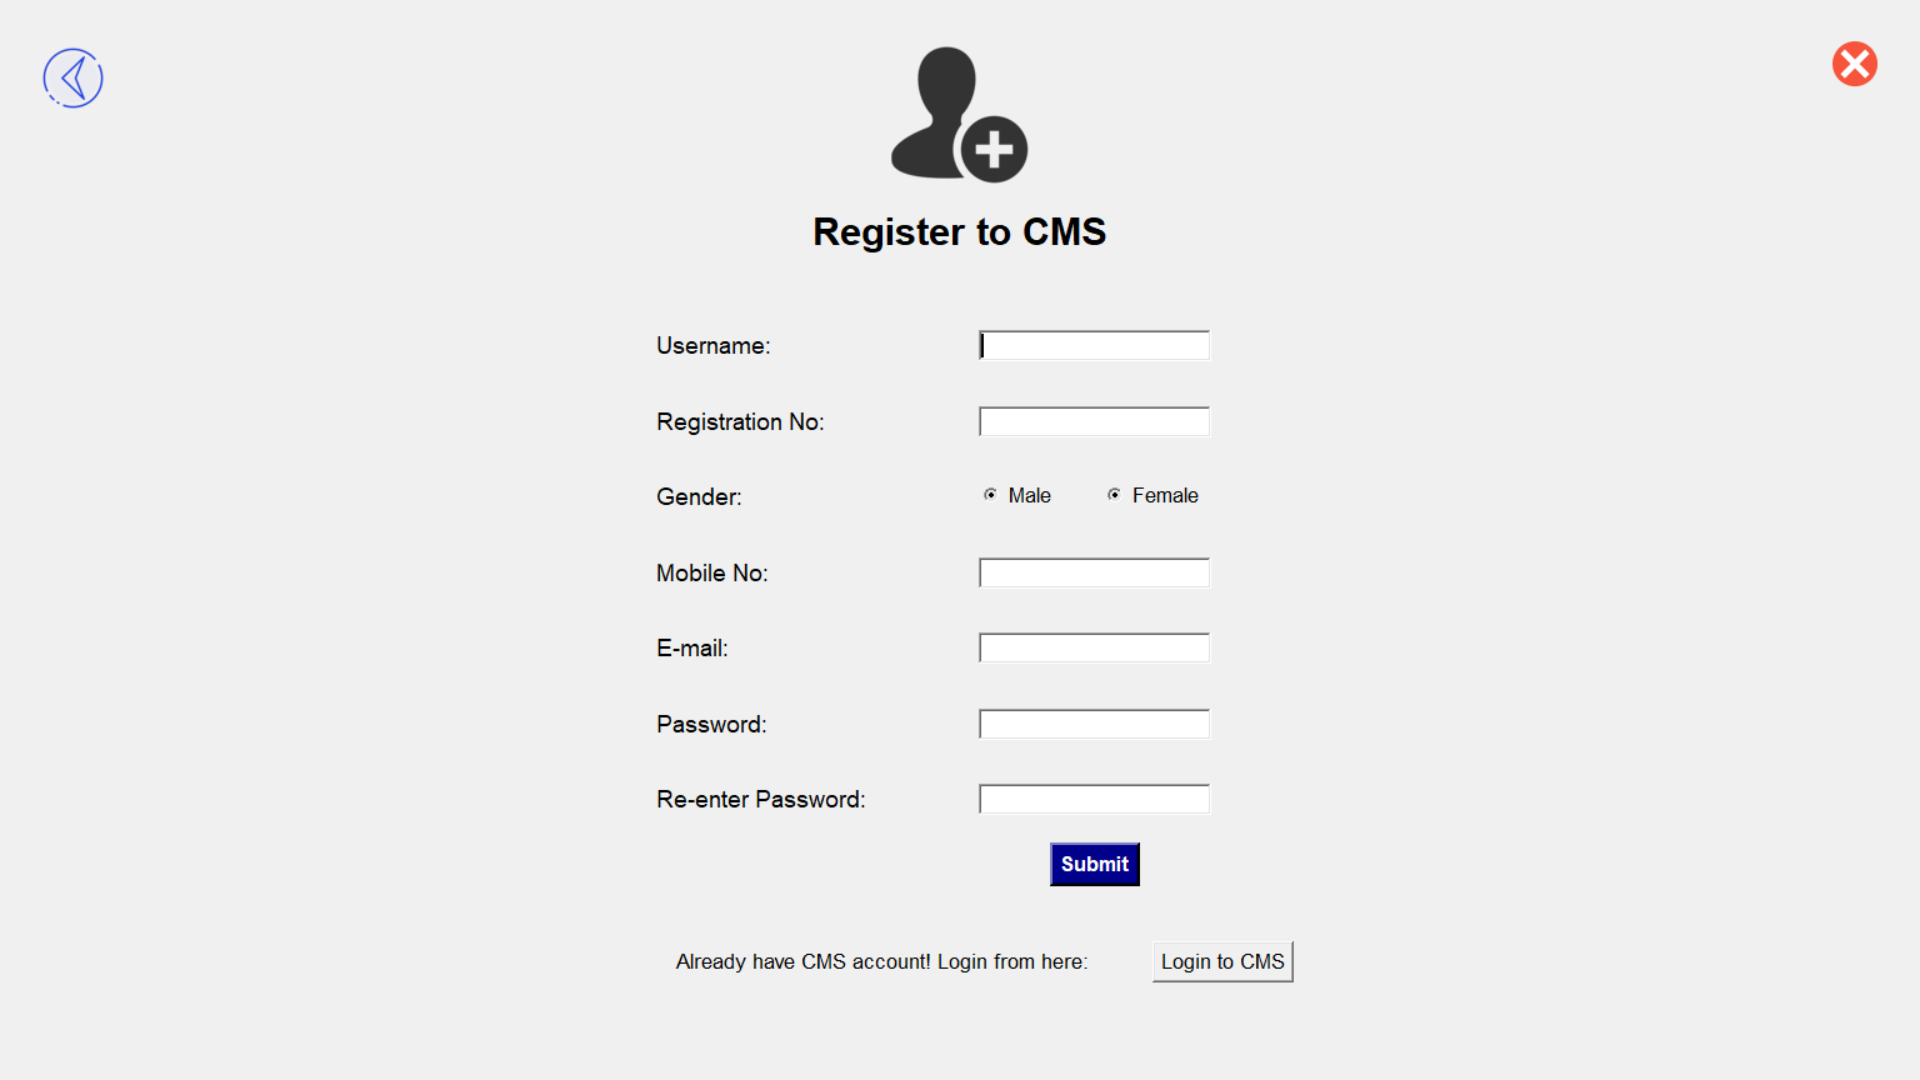 Register to CMS
Username:
Registration No:
Gender: Male Female
Mobile No:
E-mail:
Password:
Re-enter Password:
Submit
Already have CMS account! Login from here: Login to CMS